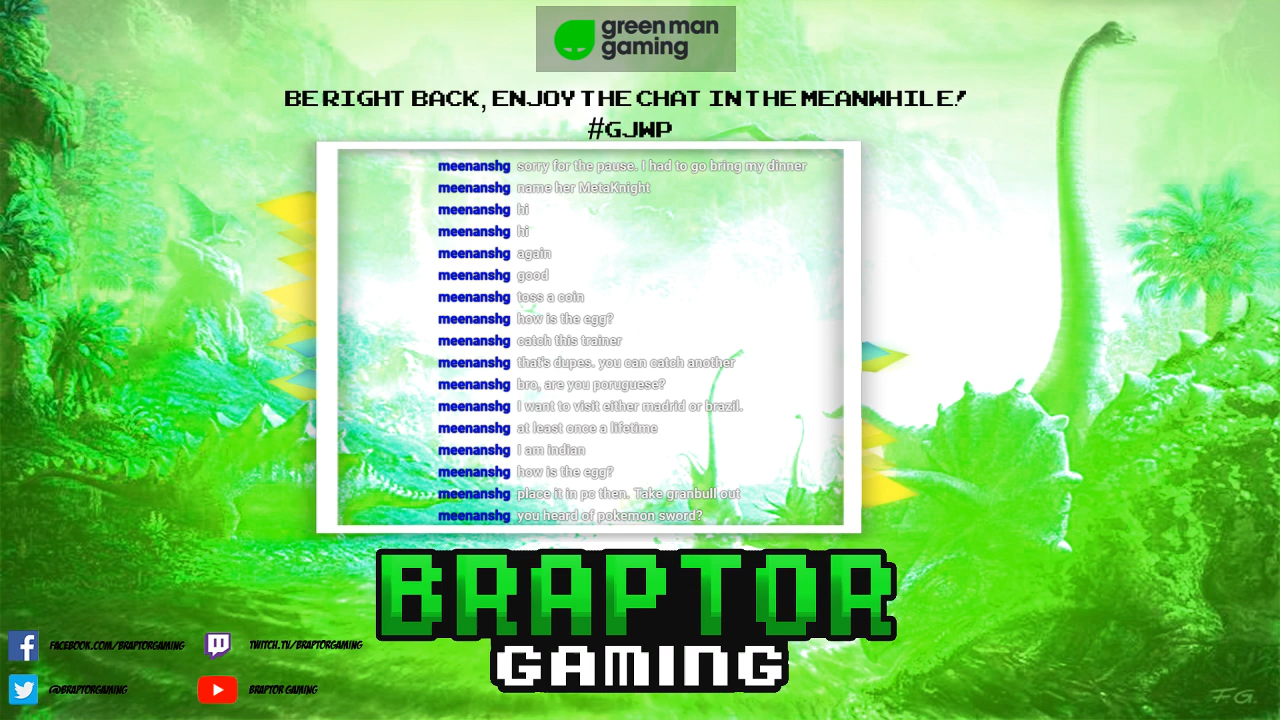 green man
gaming
BE RIGHT BACK, ENJOY THE CHAT IN THE MEANWHILE!
#GJWP
meenanshg sorry for the pause. I had to go bring my dinner
meenanshg name her MetaKnight
meenanshg hi
meenanshg hi
meenanshg again
meenanshg good
meenanshg toss a coin
meenanshg how is the egg?
meenanshg catch this trainer
meenanshg that's dupes. you can catch another
meenanshg bro, are you poruguese?
meenanshg I want to visit either madrid or brazil.
meenanshg at least once a lifetime
meenanshg I am indian
meenanshg how is the egg?
meenanshg place it in pc then. Take granbull out
meenanshg you heard of pokemon sword?
BRAPTOR
GAMING
FACEBOOK.COM/BRAPTORGAMING
TWITCH.TV/BRAPTORGAMING
@BRAPTORGAMING
BRAPTOR GAMING
F.G.